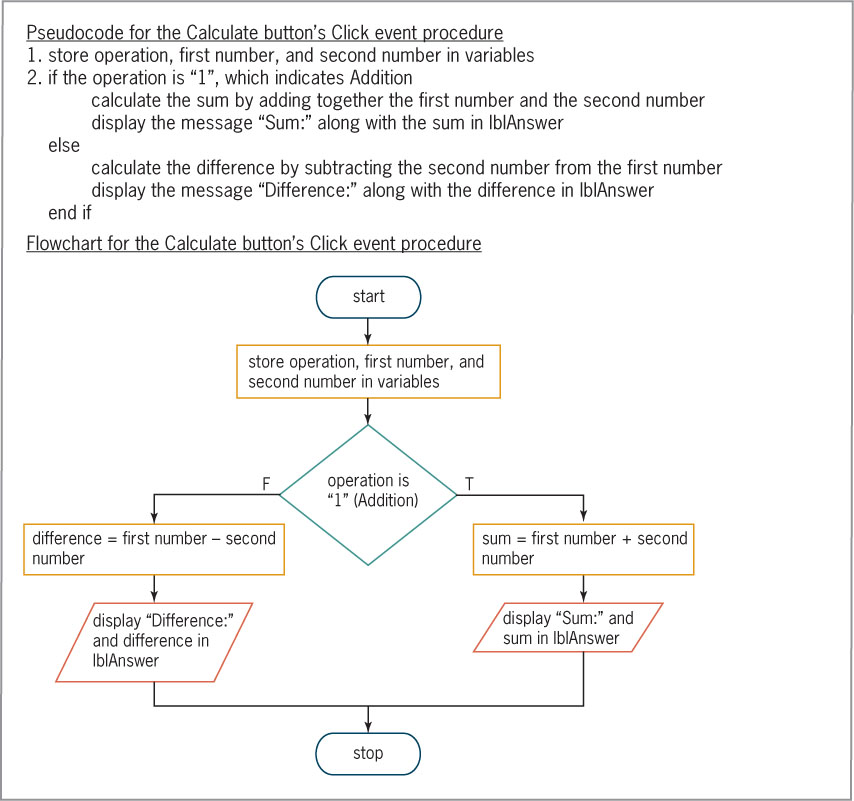 Pseudocode for the Calculate button’s Click event procedure
1. store operation, first number, and second number in variables
2. if the operation is “1”, which indicates Addition
calculate the sum by adding together the first number and the second number
display the message “Sum:” along with the sum in lblAnswer
else
calculate the difference by subtracting the second number from the first number
display the message “Difference:” along with the difference in lblAnswer
end if
Flowchart for the Calculate button’s Click event procedure
start
store operation, first number, and
second number in variables
operation is
“1” (Addition)
F
T
difference = first number – second
number
sum = first number + second
number
display “Difference:”
and difference in
lblAnswer
display “Sum:” and
sum in lblAnswer
stop